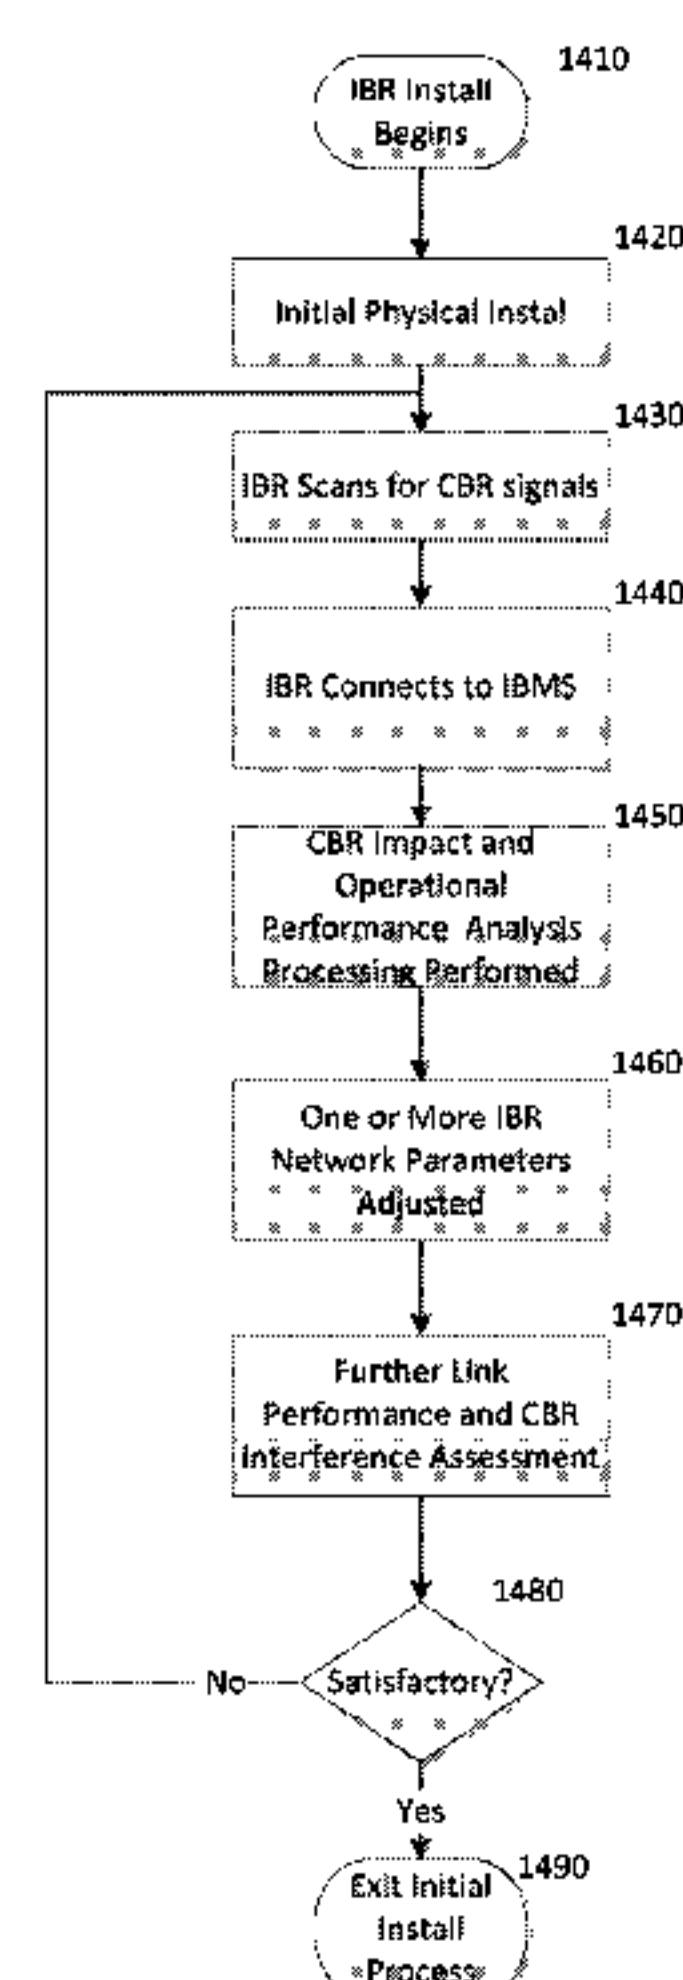 1410
IBR Install
Begins
1420
Initial Physical Instal
1430
IBR Scans for CBR signals
1440
IBR Connects to IBMS
1450
CBR Impact and
Operational
Performance Analysis
Processing Performed
1460
One or More IBR
Network Parameters
Adjusted
1470
Further Link
Performance and CBR
Interference Assessment
1480
Satisfactory?
No
Yes
1490
Exit Initial
Install
Process